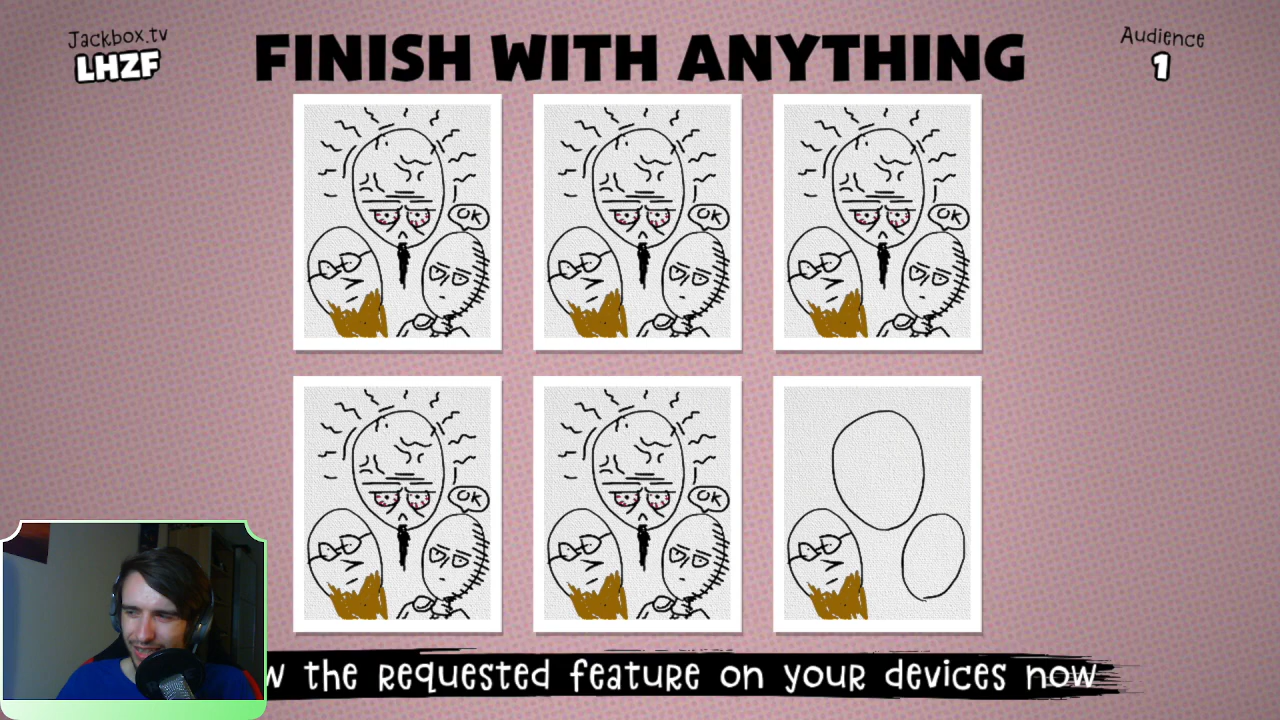 Jackbox.tv
LHZF
FINISH WITH ANYTHING
Audience
1
OK
OK
OK
OK
OK
the requested feature on your devices now